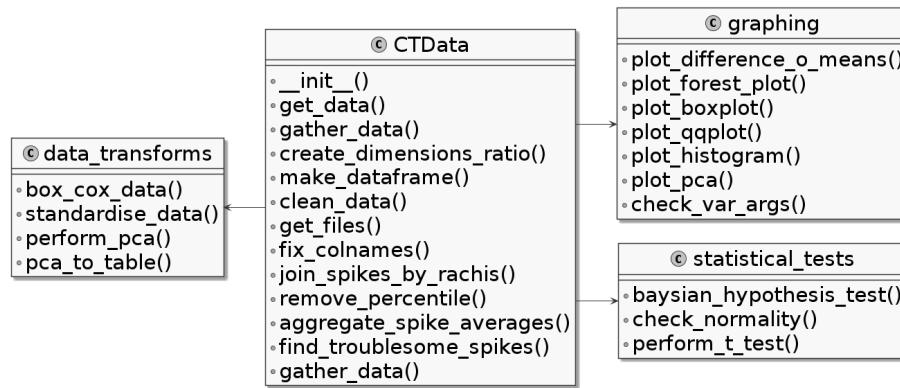 C data_transforms
box_cox_data()
standardise_data()
perform_pca()
pca_to_table()
C CTData
__init__()
get_data()
gather_data()
create_dimensions_ratio()
make_dataframe()
clean_data()
get_files()
fix_colnames()
join_spikes_by_rachis()
remove_percentile()
aggregate_spike_averages()
find_troublesome_spikes()
gather_data()
C graphing
plot_difference_o_means()
plot_forest_plot()
plot_boxplot()
plot_qqplot()
plot_histogram()
plot_pca()
check_var_args()
C statistical_tests
baysian_hypothesis_test()
check_normality()
perform_t_test()